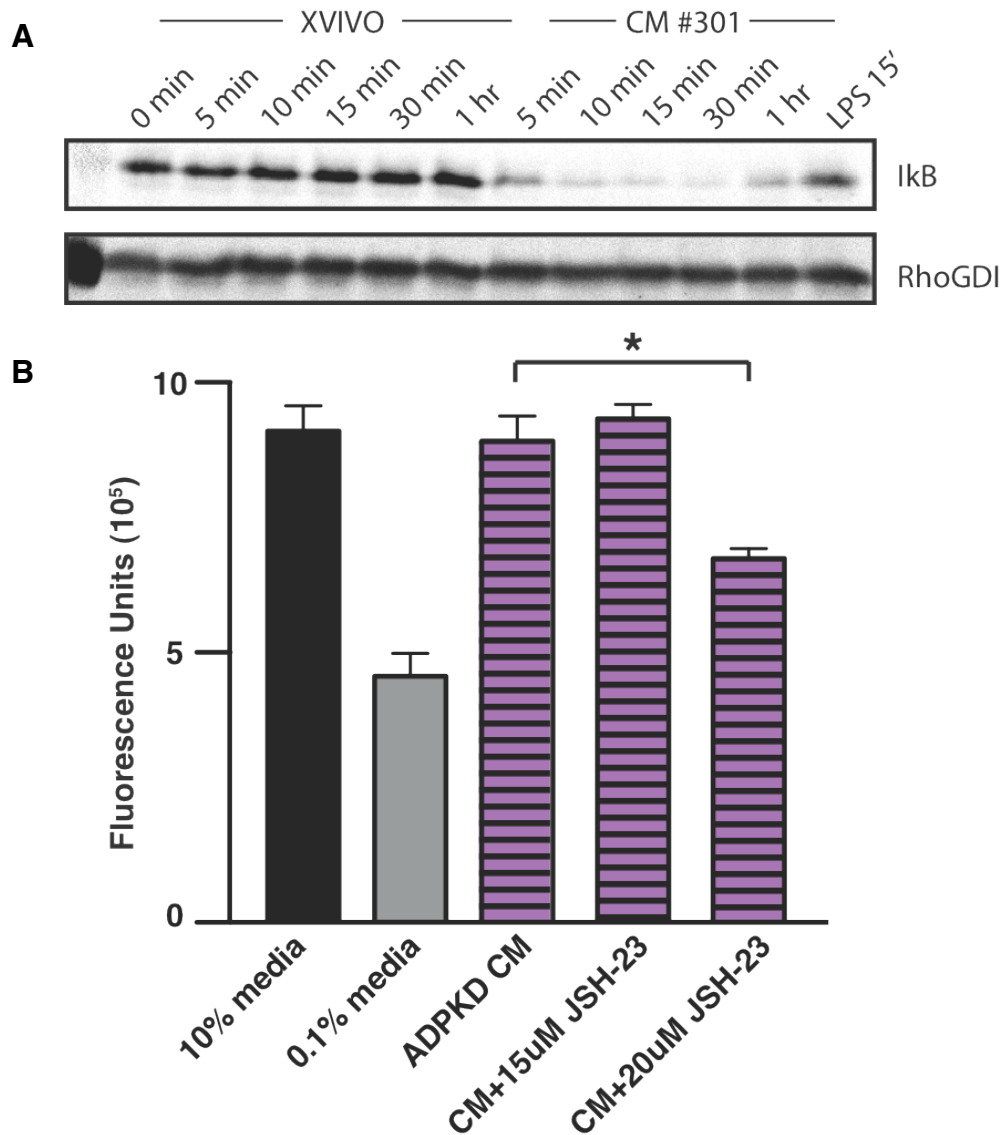 A
XVIVO
CM #301
0 min
5 min
10 min
15 min
30 min
1 hr
5 min
10 min
15 min
30 min
1 hr
LPS 15′
IkB
RhoGDI
B
*
10
5
0
Fluorescence Units (10⁵)
10% media
0.1% media
ADPKD CM
CM+15uM JSH-23
CM+20uM JSH-23